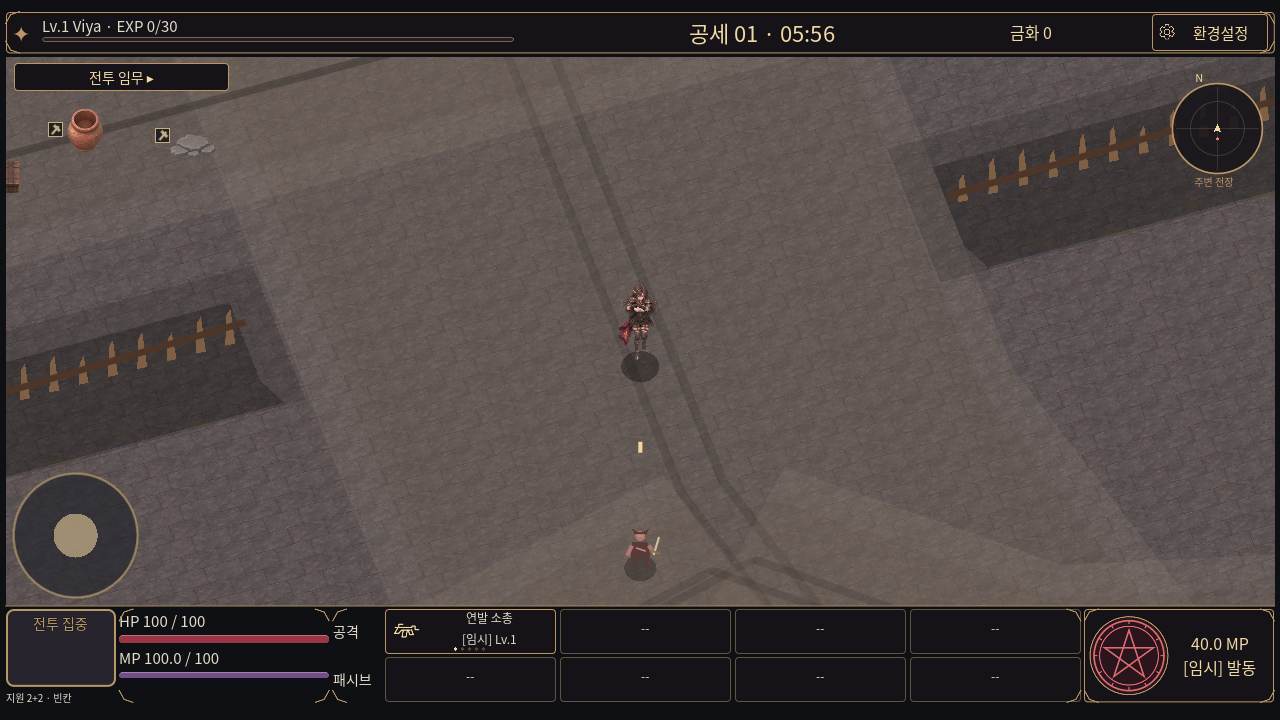 Lv.1 Viya · EXP 0/30
공세 01 · 05:56
금화 0
환경설정
전투 임무 ▸
N
주변 전장
전투 집중
지원 2+2 · 빈칸
HP 100 / 100
MP 100.0 / 100
공격
패시브
연발 소총
[임시] Lv.1
--
--
--
--
--
--
--
40.0 MP
[임시] 발동